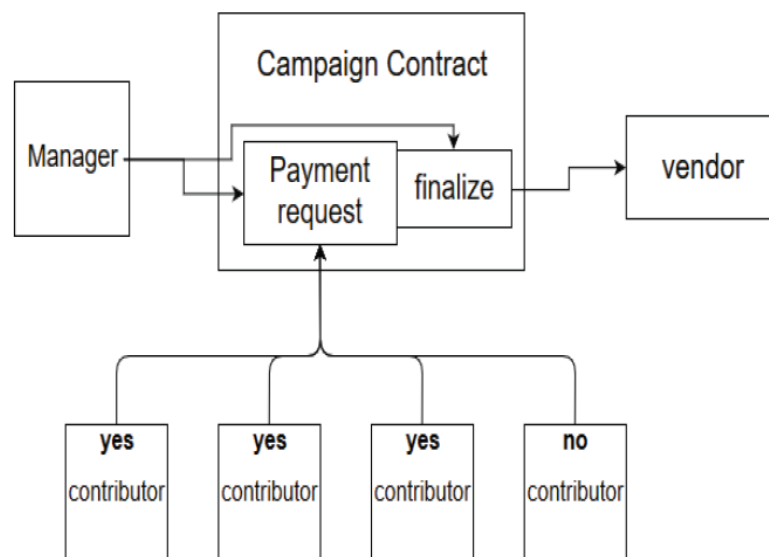 Campaign Contract
Manager
Payment
request
finalize
vendor
yes
contributor
yes
contributor
yes
contributor
no
contributor